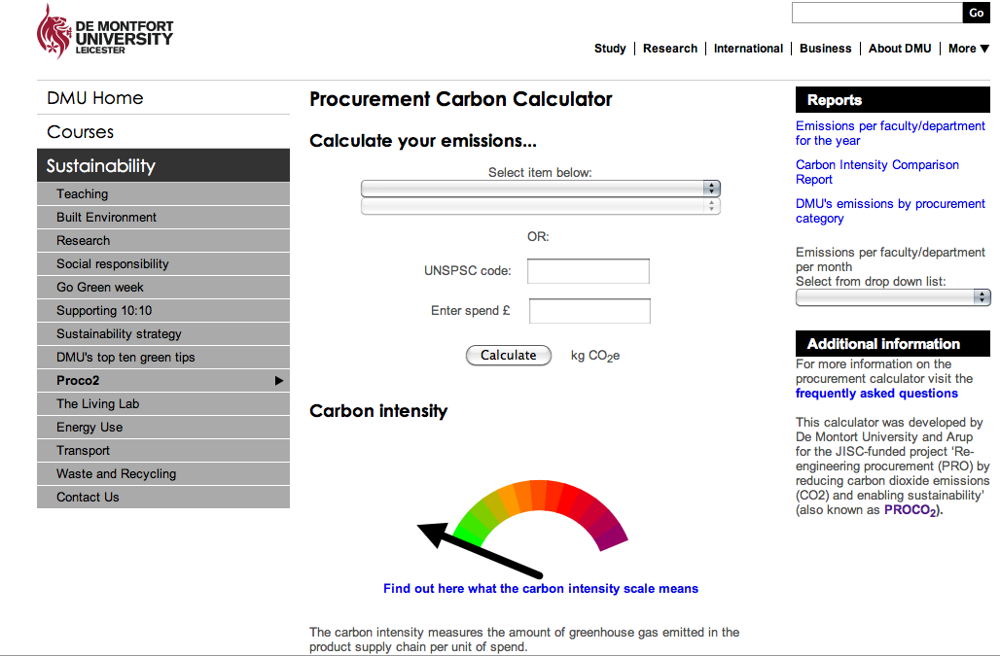 DE MONTFORT
UNIVERSITY
LEICESTER
Go
Study
Research
International
Business
About DMU
More ▼
DMU Home
Courses
Sustainability
Teaching
Built Environment
Research
Social responsibility
Go Green week
Supporting 10:10
Sustainability strategy
DMU's top ten green tips
Proco2
The Living Lab
Energy Use
Transport
Waste and Recycling
Contact Us
Procurement Carbon Calculator
Calculate your emissions...
Select item below:
OR:
UNSPSC code:
Enter spend £
Calculate
kg CO2e
Carbon intensity
Find out here what the carbon intensity scale means
The carbon intensity measures the amount of greenhouse gas emitted in the
product supply chain per unit of spend.
Reports
Emissions per faculty/department
for the year
Carbon Intensity Comparison
Report
DMU's emissions by procurement
category
Emissions per faculty/department
per month
Select from drop down list:
Additional information
For more information on the
procurement calculator visit the
frequently asked questions
This calculator was developed by
De Montort University and Arup
for the JISC-funded project 'Re-
engineering procurement (PRO) by
reducing carbon dioxide emissions
(CO2) and enabling sustainability'
(also known as PROCO2).